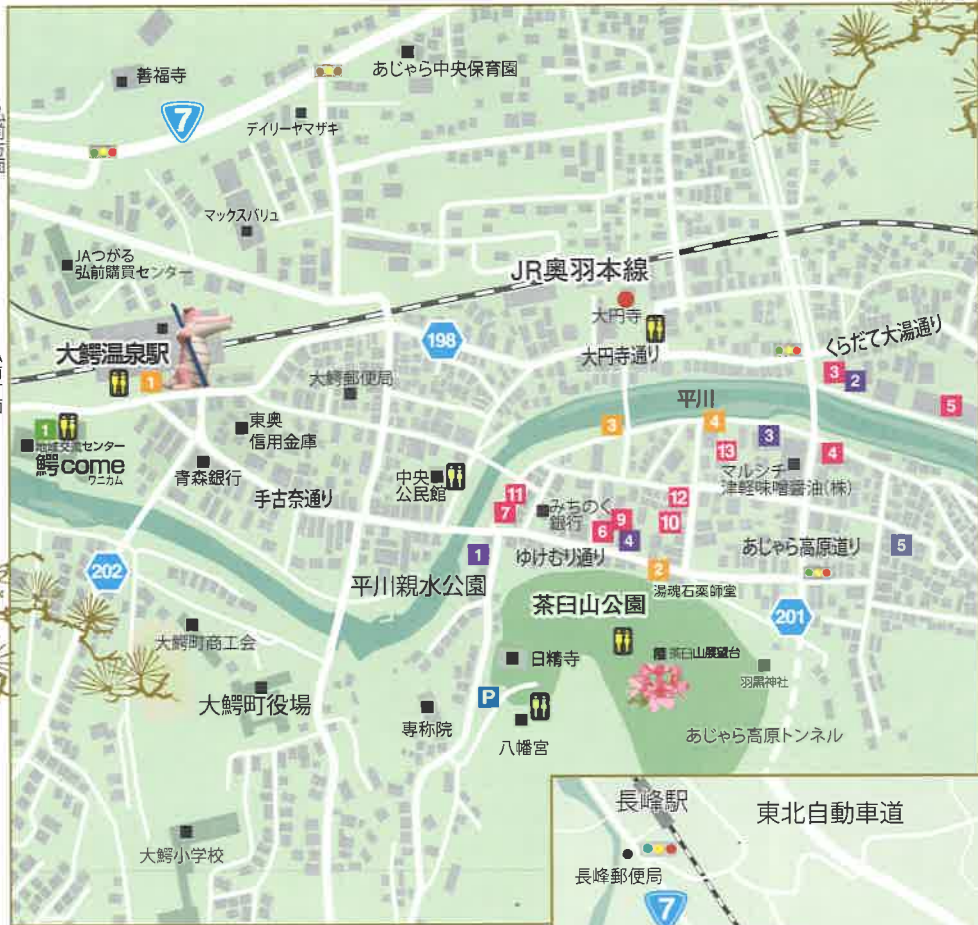 善福寺
7
あじゃら中央保育園
デイリーヤマザキ
マックスバリュ
JAつがる
弘前購買センター
JR奥羽本線
大円寺
大円寺通り
198
くらだて大湯通り
大鰐温泉駅
1
大鰐郵便局
平川
3
2
5
1
地域交流センター
鰐come
ワニカム
東奥
信用金庫
青森銀行
手古奈通り
中央
公民館
3
4
13
3
4
マルシチ
津軽味噌醤油(株)
11
7
みちのく
銀行
12
10
9
6
4
ゆけむり通り
1
2
あじゃら高原道り
5
湯魂石薬師堂
202
平川親水公園
茶臼山公園
201
大鰐町商工会
日精寺
茶臼山展望台
羽黒神社
大鰐町役場
P
専称院
八幡宮
あじゃら高原トンネル
大鰐小学校
長峰駅
東北自動車道
長峰郵便局
7